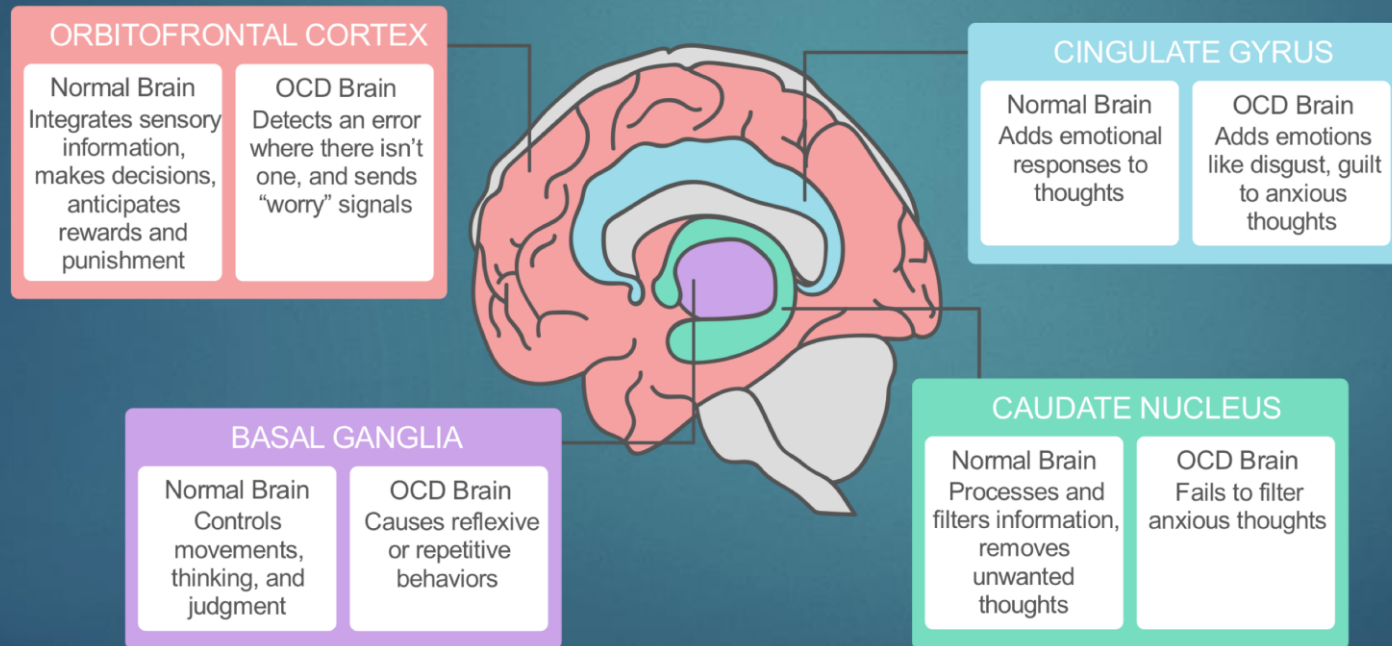 ORBITOFRONTAL CORTEX
Normal Brain
Integrates sensory
information,
makes decisions,
anticipates
rewards and
punishment
OCD Brain
Detects an error
where there isn't
one, and sends
“worry” signals
CINGULATE GYRUS
Normal Brain
Adds emotional
responses to
thoughts
OCD Brain
Adds emotions
like disgust, guilt
to anxious
thoughts
BASAL GANGLIA
Normal Brain
Controls
movements,
thinking, and
judgment
OCD Brain
Causes reflexive
or repetitive
behaviors
CAUDATE NUCLEUS
Normal Brain
Processes and
filters information,
removes
unwanted
thoughts
OCD Brain
Fails to filter
anxious thoughts